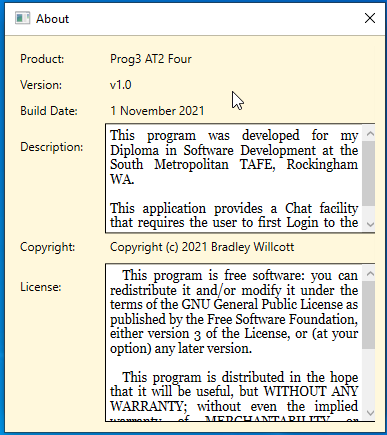 About
Product: Prog3 AT2 Four
Version: v1.0
Build Date: 1 November 2021
Description: This program was developed for my
Diploma in Software Development at the
South Metropolitan TAFE, Rockingham
WA.
This application provides a Chat facility
that requires the user to first Login to the
Copyright: Copyright (c) 2021 Bradley Willcott
License: This program is free software: you can
redistribute it and/or modify it under the
terms of the GNU General Public License as
published by the Free Software Foundation,
either version 3 of the License, or (at your
option) any later version.
This program is distributed in the hope
that it will be useful, but WITHOUT ANY
WARRANTY; without even the implied
warranty of MERCHANTABILITY or